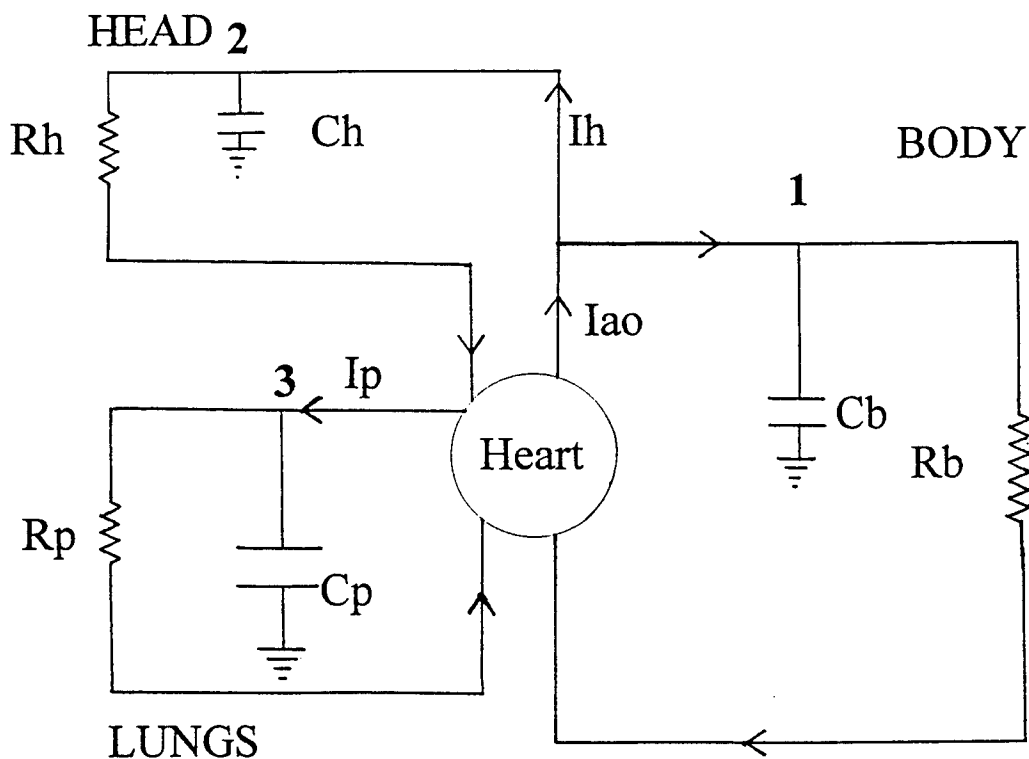 HEAD 2
Rh
Ch
Ih
BODY
1
Iao
3
Ip
Heart
Cb
Rb
Rp
Cp
LUNGS